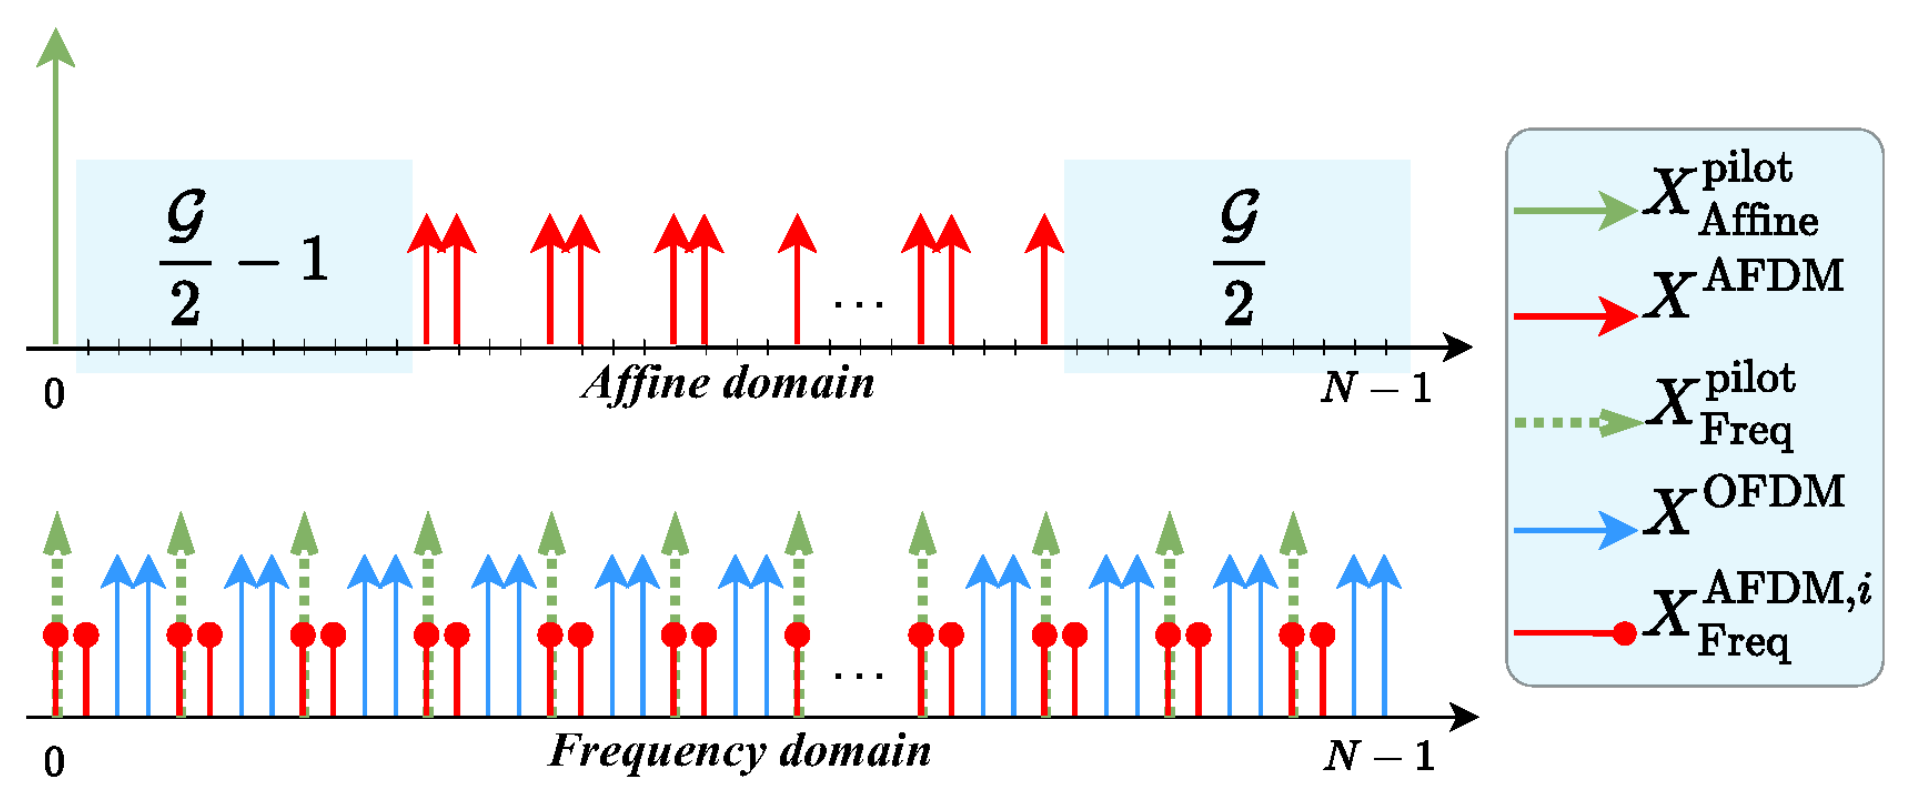 𝒢/2 − 1
𝒢/2
…
0
Affine domain
N − 1
…
0
Frequency domain
N − 1
X^pilot_Affine
X^AFDM
X^pilot_Freq
X^OFDM
X^AFDM,i_Freq